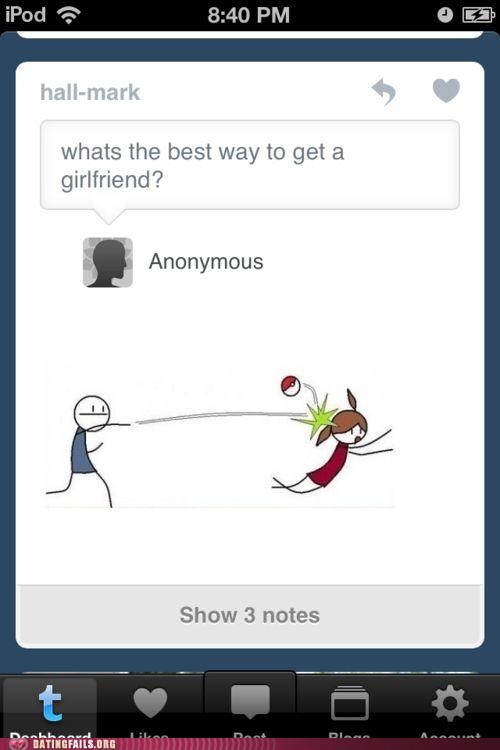 iPod 8:40 PM
hall-mark
whats the best way to get a
girlfriend?
Anonymous
Show 3 notes
Dashboard Likes Post Blogs Account
DATINGFAILS.ORG